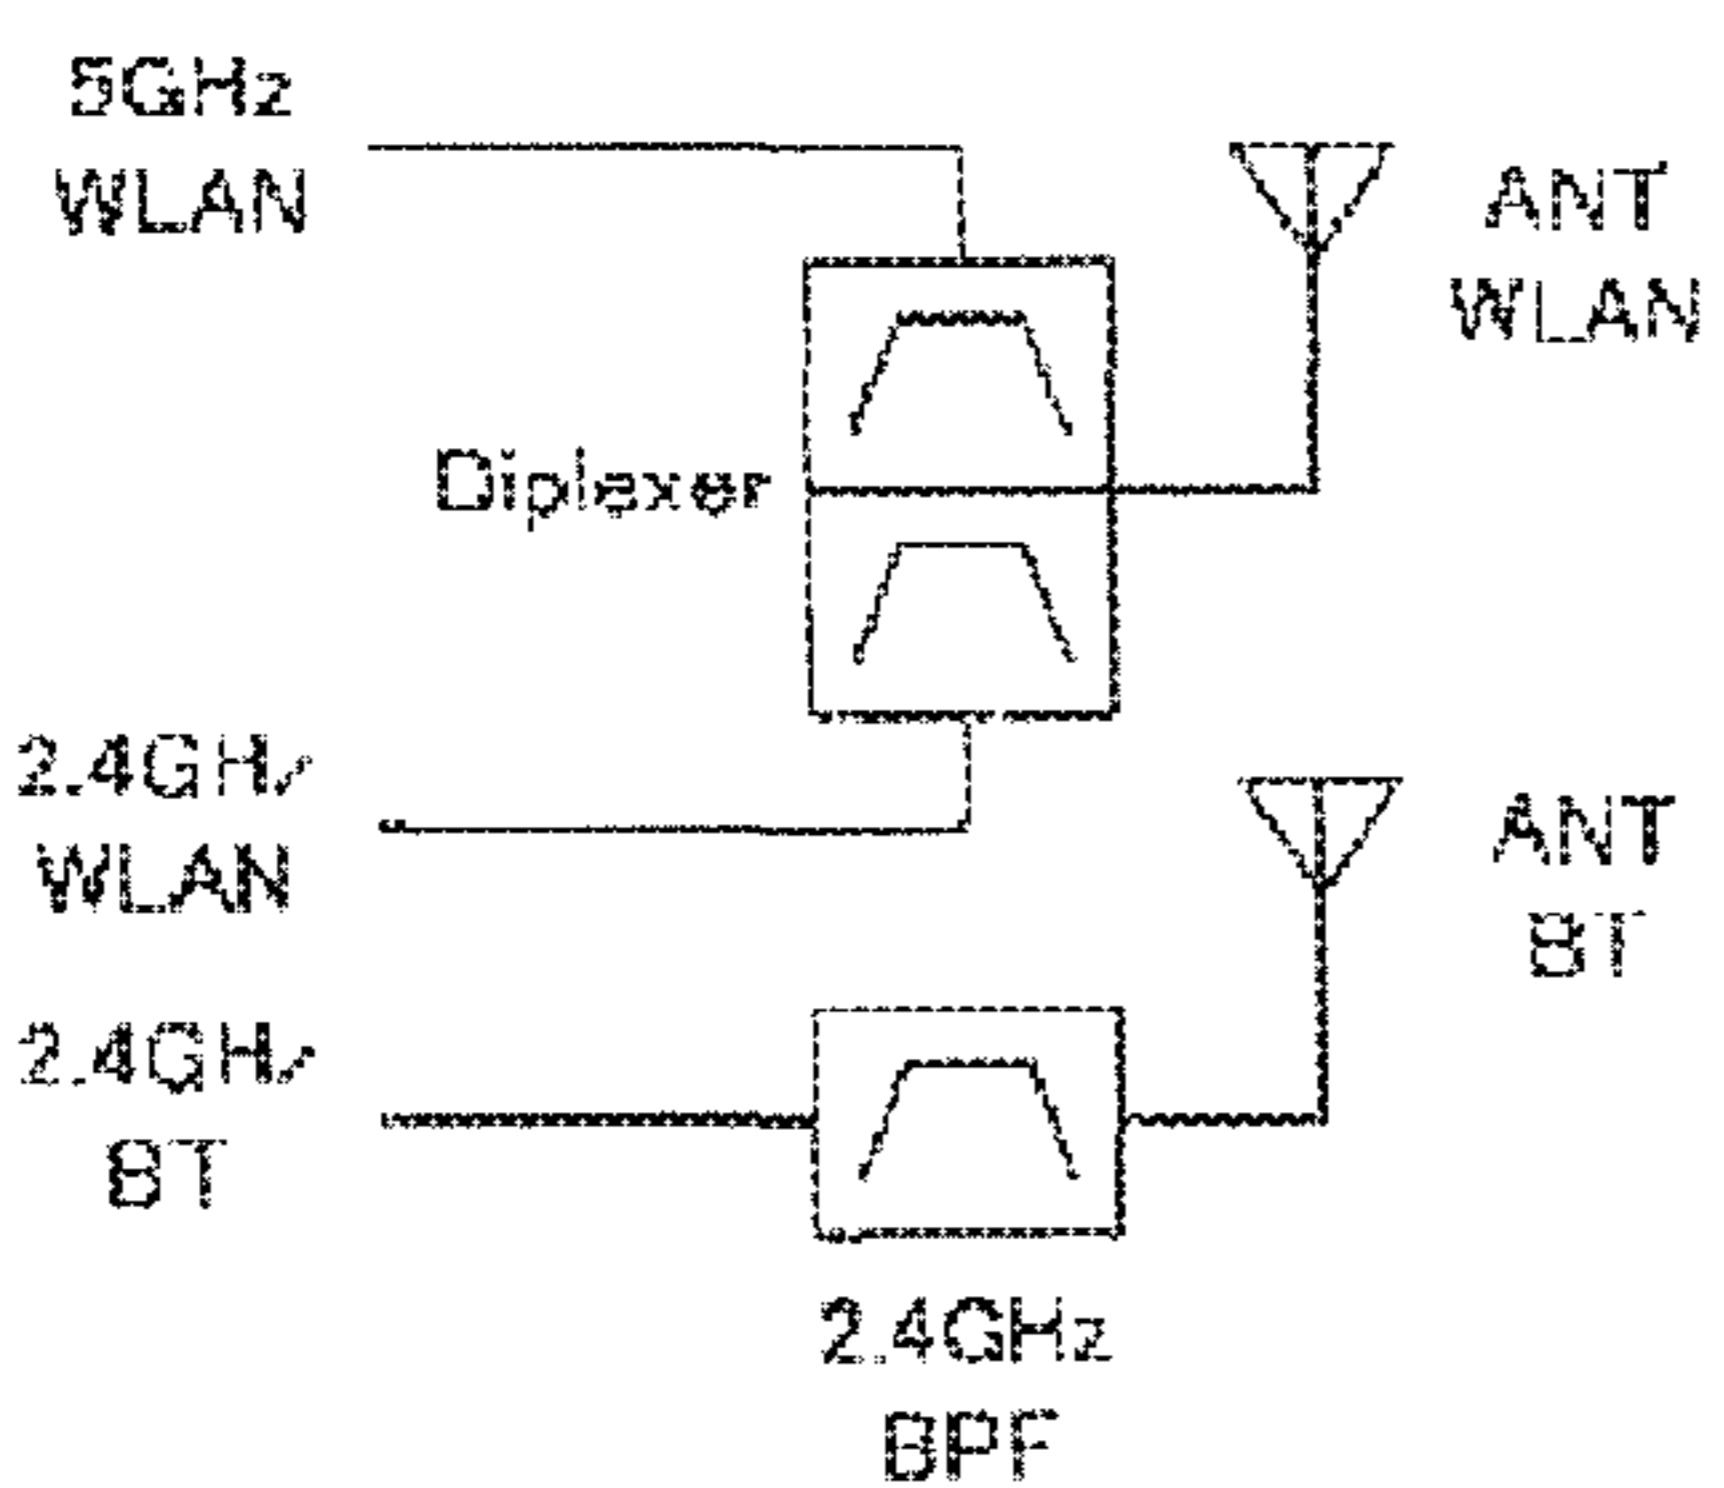 5GHz
WLAN
ANT
WLAN
Diplexer
2.4GHz
WLAN
ANT
BT
2.4GHz
BT
2.4GHz
BPF